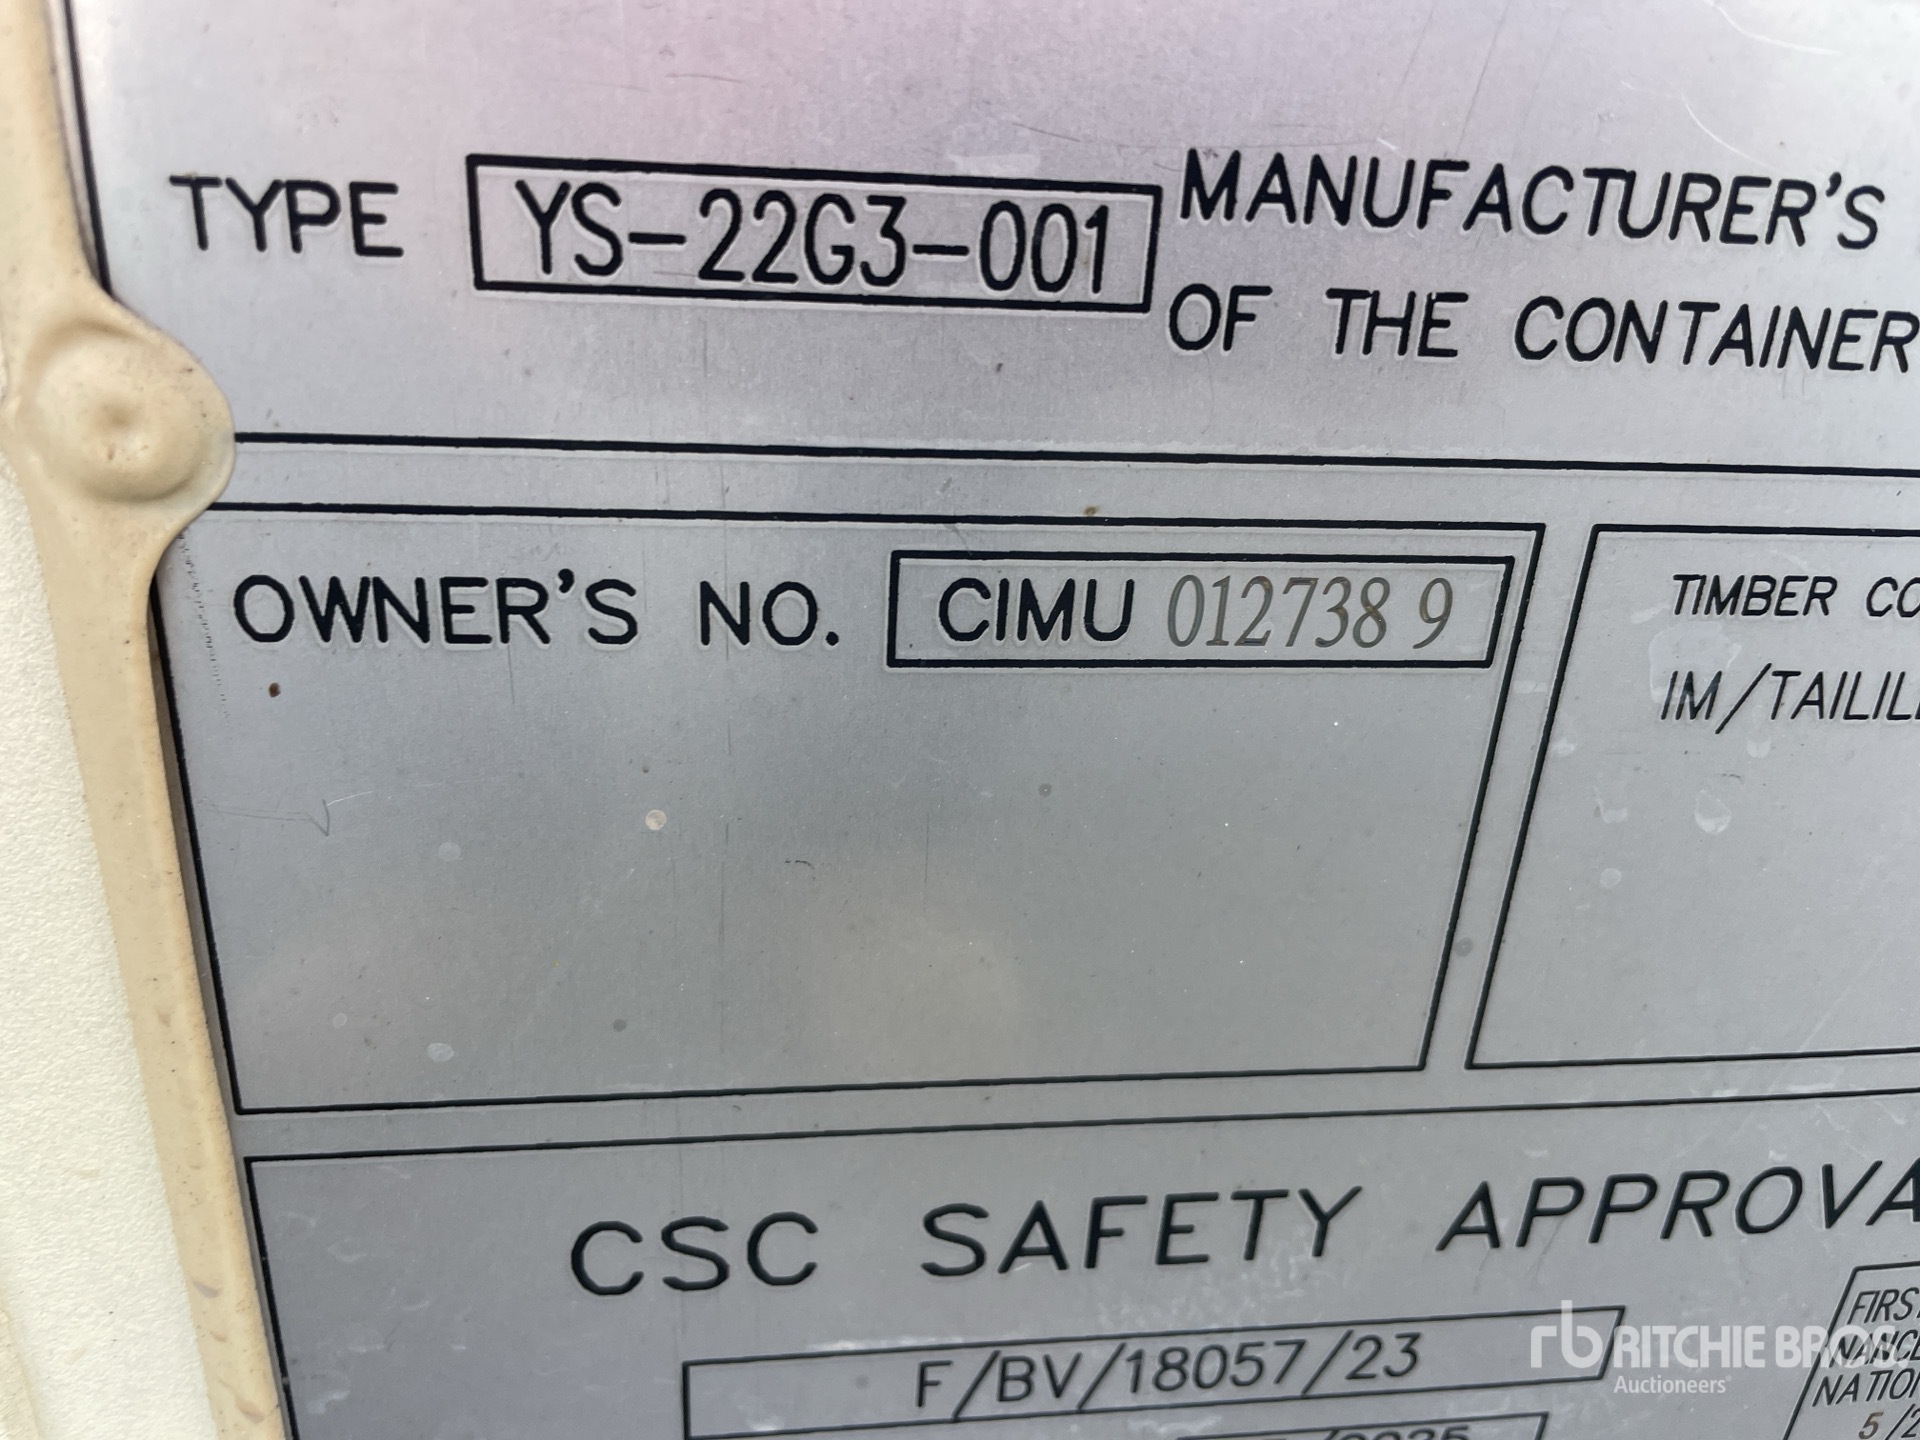 TYPE YS-22G3-001 MANUFACTURER'S
OF THE CONTAINER
OWNER'S NO. CIMU 012738 9
TIMBER
IM/
CSC SAFETY
F/BV/18057/23
rb RITCHIE BROS.
Auctioneers